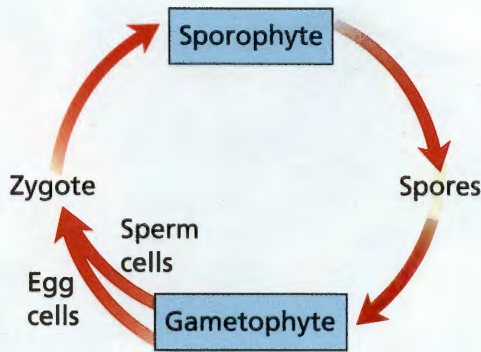 Sporophyte
Zygote
Spores
Sperm
cells
Egg
cells
Gametophyte